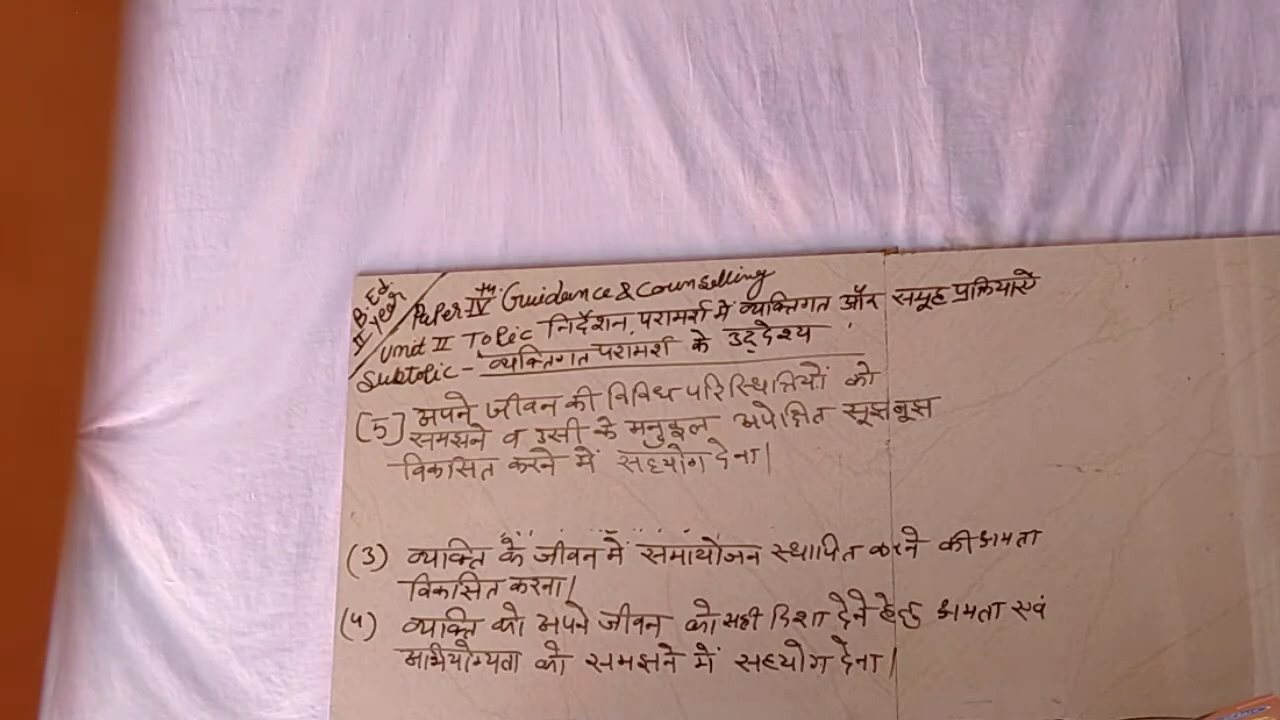 B.Ed.
II Year
Paper-IVth. Guidance & Counselling
Unit II Topic निर्देशन, परामर्श में व्यक्तिगत और समूह प्रक्रियाएँ
Subtopic - व्यक्तिगत परामर्श के उद्देश्य
(5) अपने जीवन की विविध परिस्थितियों को
समझने व उसी के अनुकूल अपेक्षित सूझबूझ
विकसित करने में सहयोग देना।
(3) व्यक्ति के जीवन में समायोजन स्थापित करने की क्षमता
विकसित करना।
(4) व्यक्ति को अपने जीवन को सही दिशा देने हेतु क्षमता एवं
अभियोग्यता को समझने में सहयोग देना।